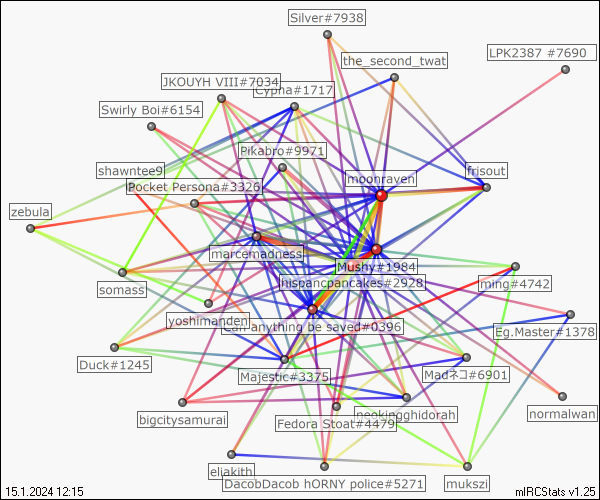 Silver#7938
LPK2387 #7690
the_second_twat
JKOUYH VIII#7034
Cypha#1717
Swirly Boi#6154
Pikabro#9971
shawntee9
moonraven
frisout
Pocket Persona#3326
zebula
marcemadness
Mushy#1984
somass
hispancpancakes#2928
ming#4742
yoshimanden
can anything be saved#0396
Eg.Master#1378
Duck#1245
Majestic#3375
Madネコ#6901
bigcitysamurai
neokingghidorah
normalwan
Fedora Stoat#4479
eliakith
DacobDacob hORNY police#5271
mukszi
15.1.2024 12:15
mIRCStats v1.25